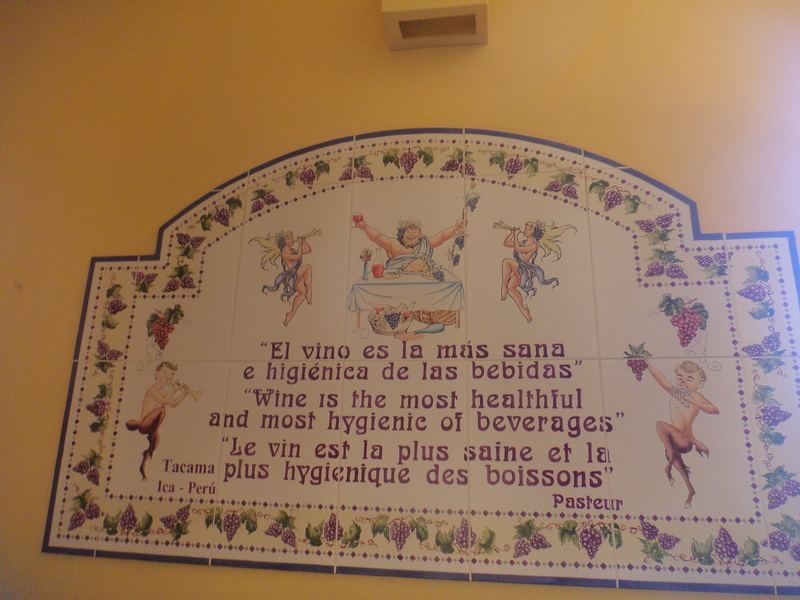 “El vino es la más sana
e higiénica de las bebidas”
“Wine is the most healthful
and most hygienic of beverages”
“Le vin est la plus saine et la
plus hygienique des boissons”
Pasteur
Tacama
Ica - Perú